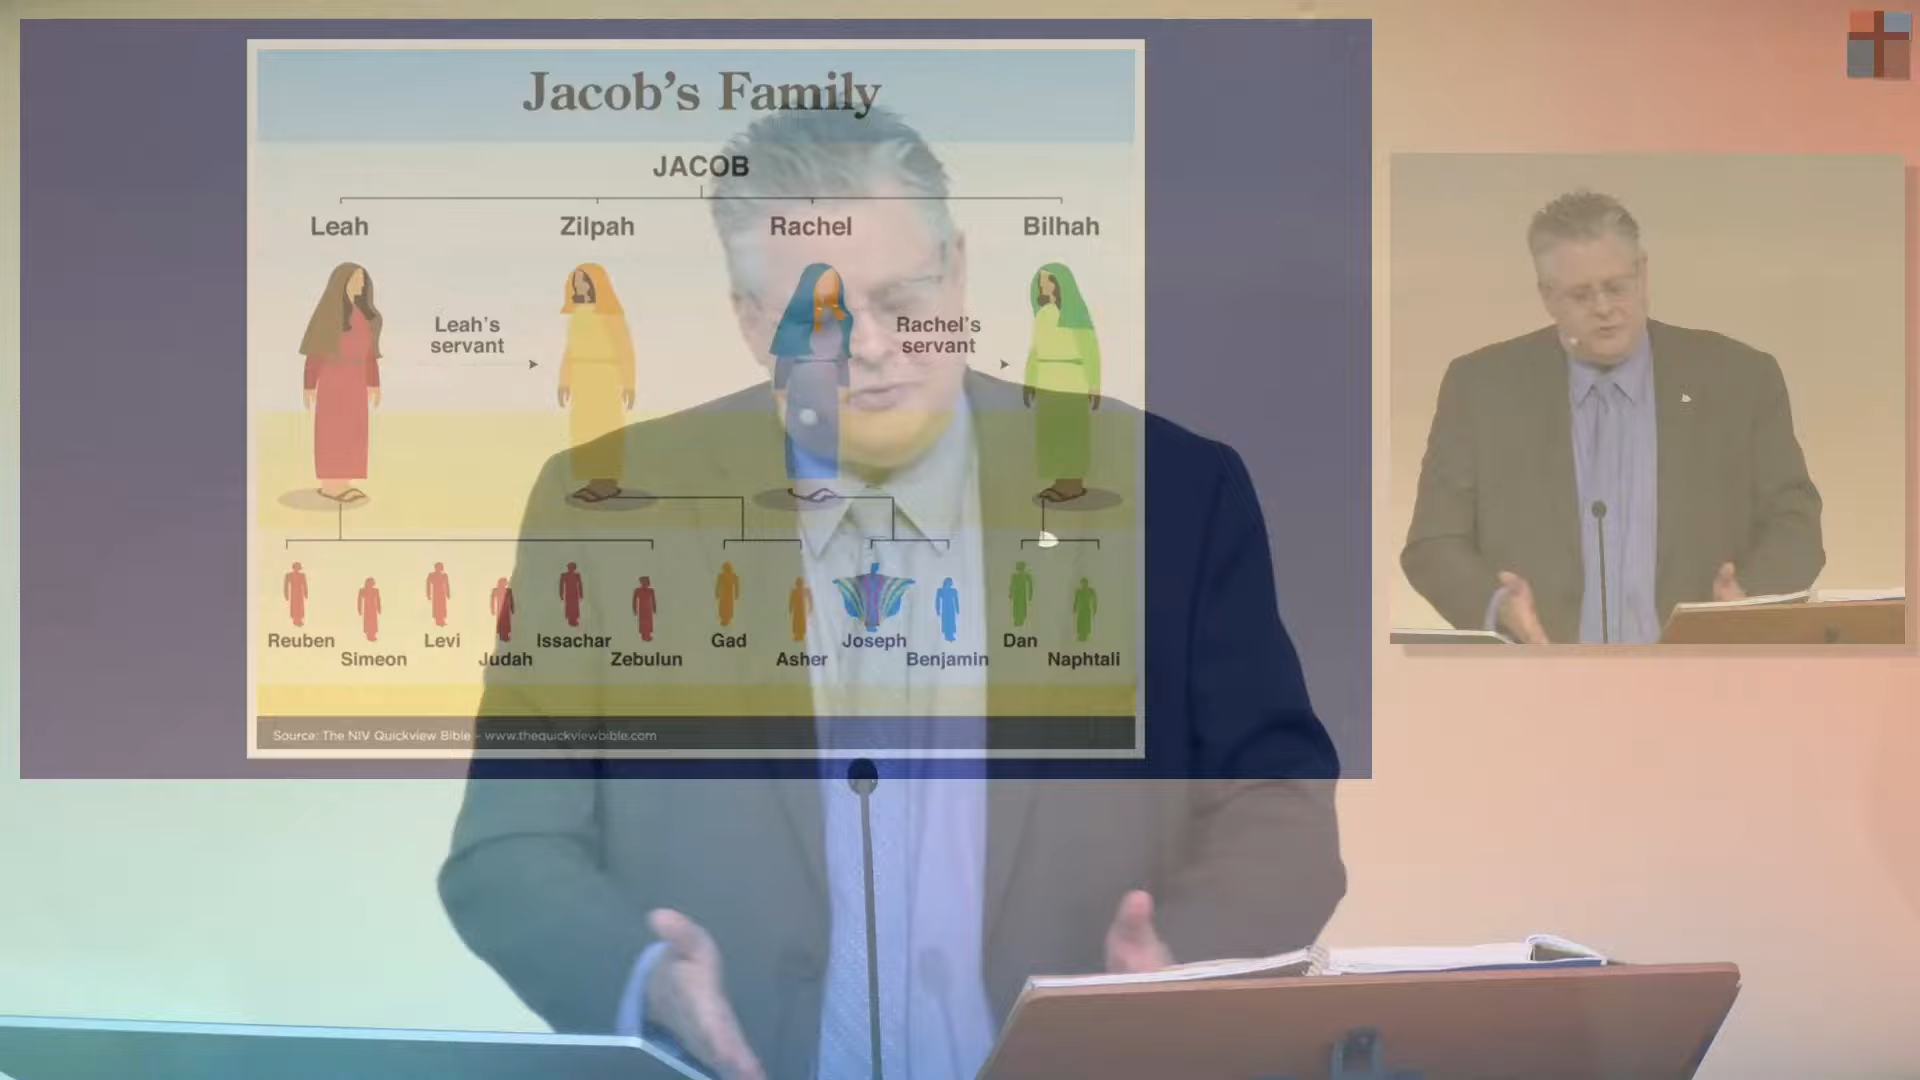 Jacob's Family
JACOB
Leah
Zilpah
Rachel
Bilhah
Leah's
servant
Rachel's
servant
Reuben
Simeon
Levi
Judah
Issachar
Zebulun
Gad
Asher
Joseph
Benjamin
Dan
Naphtali
Source: The NIV Quickview Bible - www.thequickviewbible.com